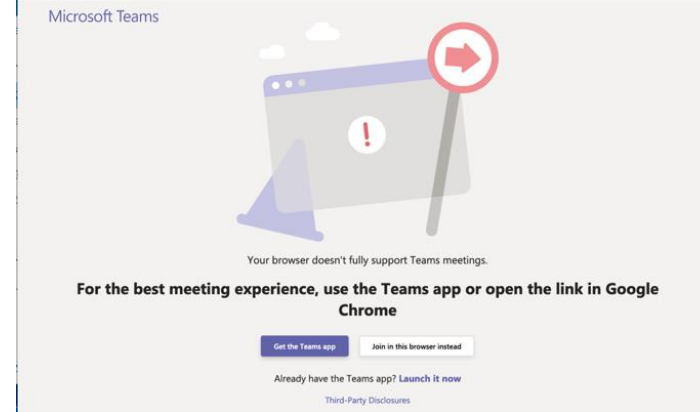 Microsoft Teams
Your browser doesn't fully support Teams meetings.
For the best meeting experience, use the Teams app or open the link in Google
Chrome
Get the Teams app
Join in this browser instead
Already have the Teams app? Launch it now
Third-Party Disclosures